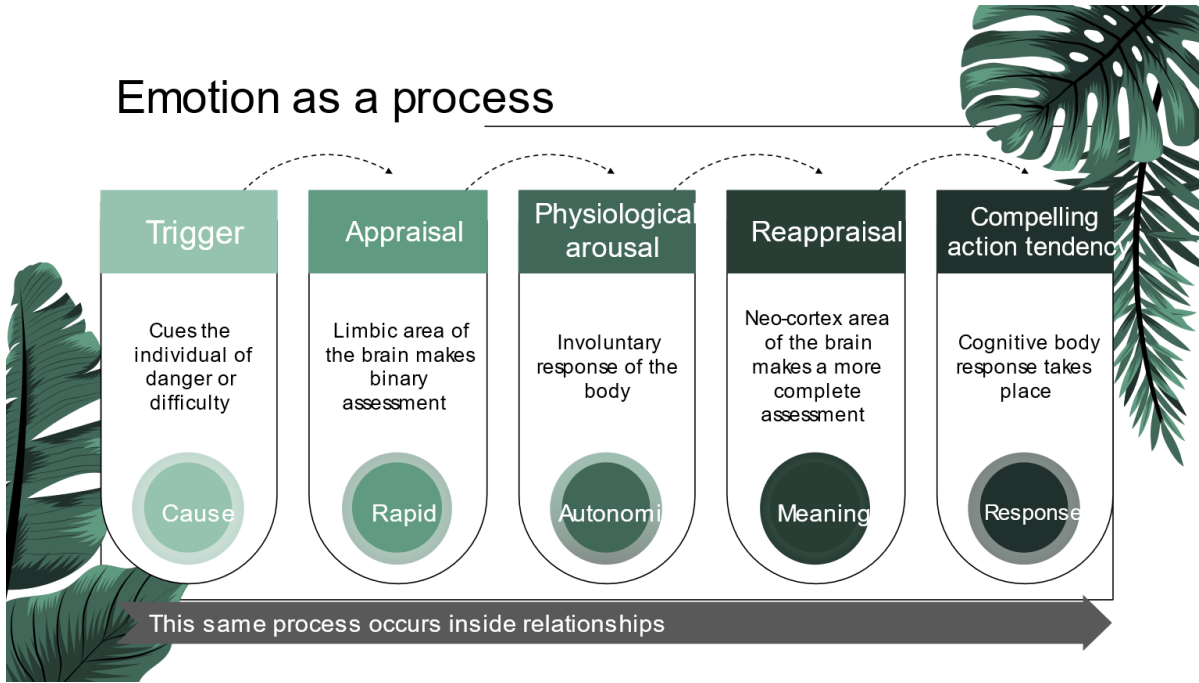 Emotion as a process
Trigger
Cues the
individual of
danger or
difficulty
Cause
Appraisal
Limbic area of
the brain makes
binary
assessment
Rapid
Physiological
arousal
Involuntary
response of the
body
Autonomi
Reappraisal
Neo-cortex area
of the brain
makes a more
complete
assessment
Meaning
Compelling
action tendency
Cognitive body
response takes
place
Response
This same process occurs inside relationships